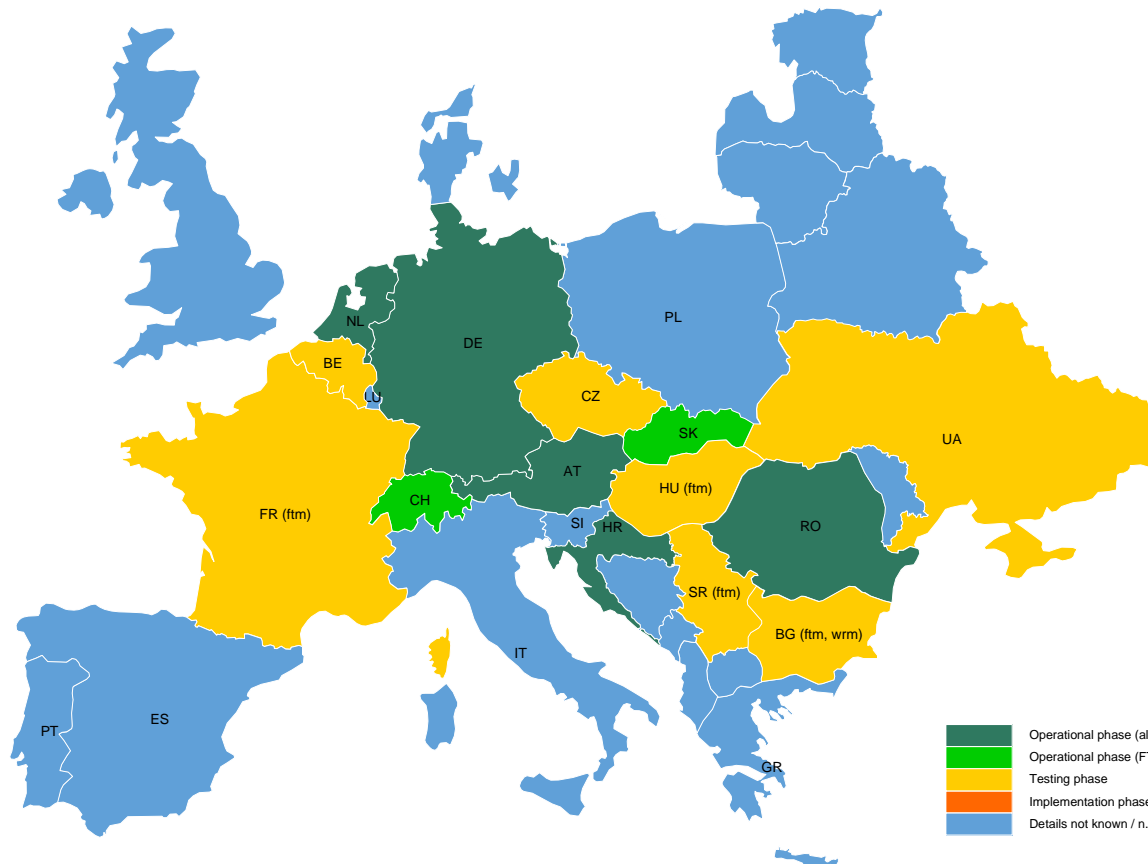 PL
NL
DE
BE
CZ
LU
SK
UA
AT
HU (ftm)
CH
FR (ftm)
SI
HR
RO
SR (ftm)
BG (ftm, wrm)
IT
ES
PT
GR
Operational phase (al
Operational phase (F
Testing phase
Implementation phase
Details not known / n.